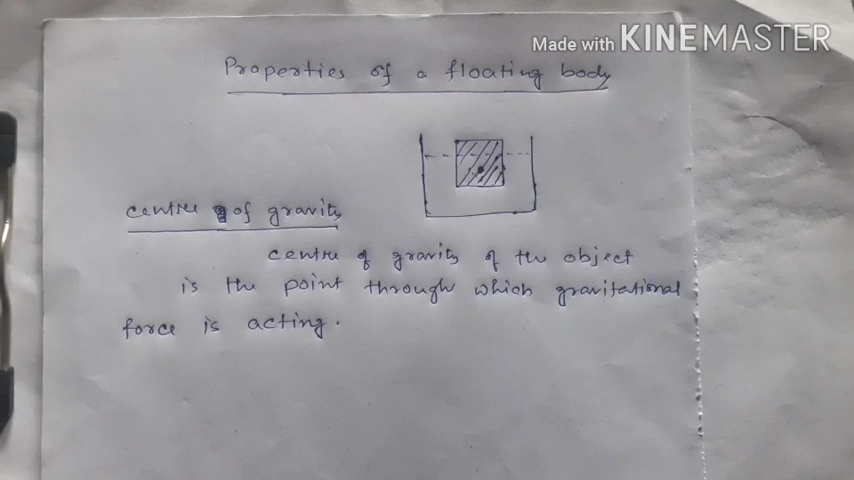 Made with KINEMASTER
Properties of a floating body
centre of gravity
centre of gravity of the object
is the point through which gravitational
force is acting.